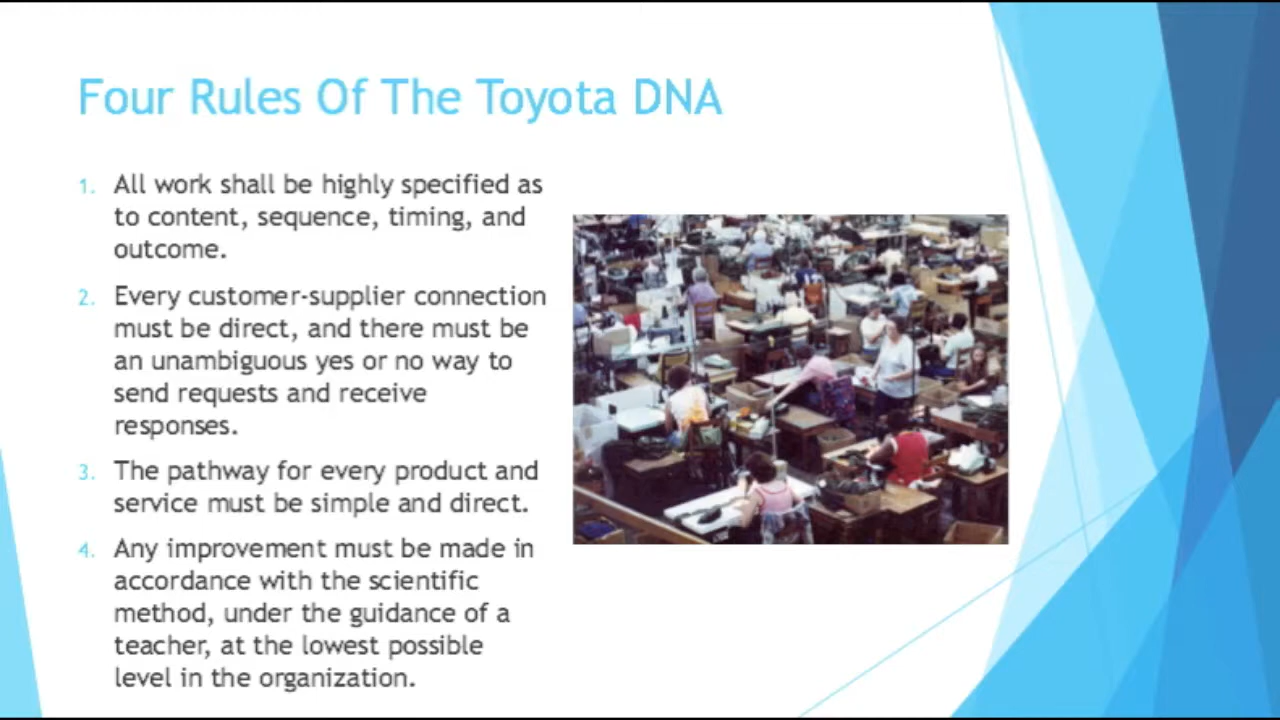 Four Rules Of The Toyota DNA
1. All work shall be highly specified as
to content, sequence, timing, and
outcome.
2. Every customer-supplier connection
must be direct, and there must be
an unambiguous yes or no way to
send requests and receive
responses.
3. The pathway for every product and
service must be simple and direct.
4. Any improvement must be made in
accordance with the scientific
method, under the guidance of a
teacher, at the lowest possible
level in the organization.